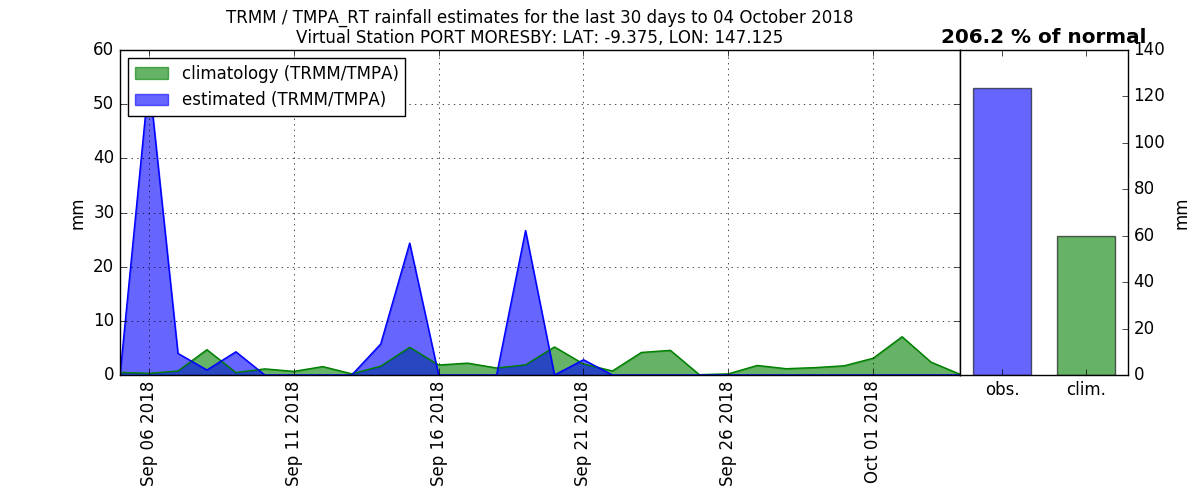 TRMM / TMPA_RT rainfall estimates for the last 30 days to 04 October 2018
Virtual Station PORT MORESBY: LAT: -9.375, LON: 147.125
206.2 % of normal
climatology (TRMM/TMPA)
estimated (TRMM/TMPA)
mm
60
50
40
30
20
10
0
Sep 06 2018
Sep 11 2018
Sep 16 2018
Sep 21 2018
Sep 26 2018
Oct 01 2018
obs.
clim.
140
120
100
80
60
40
20
0
mm